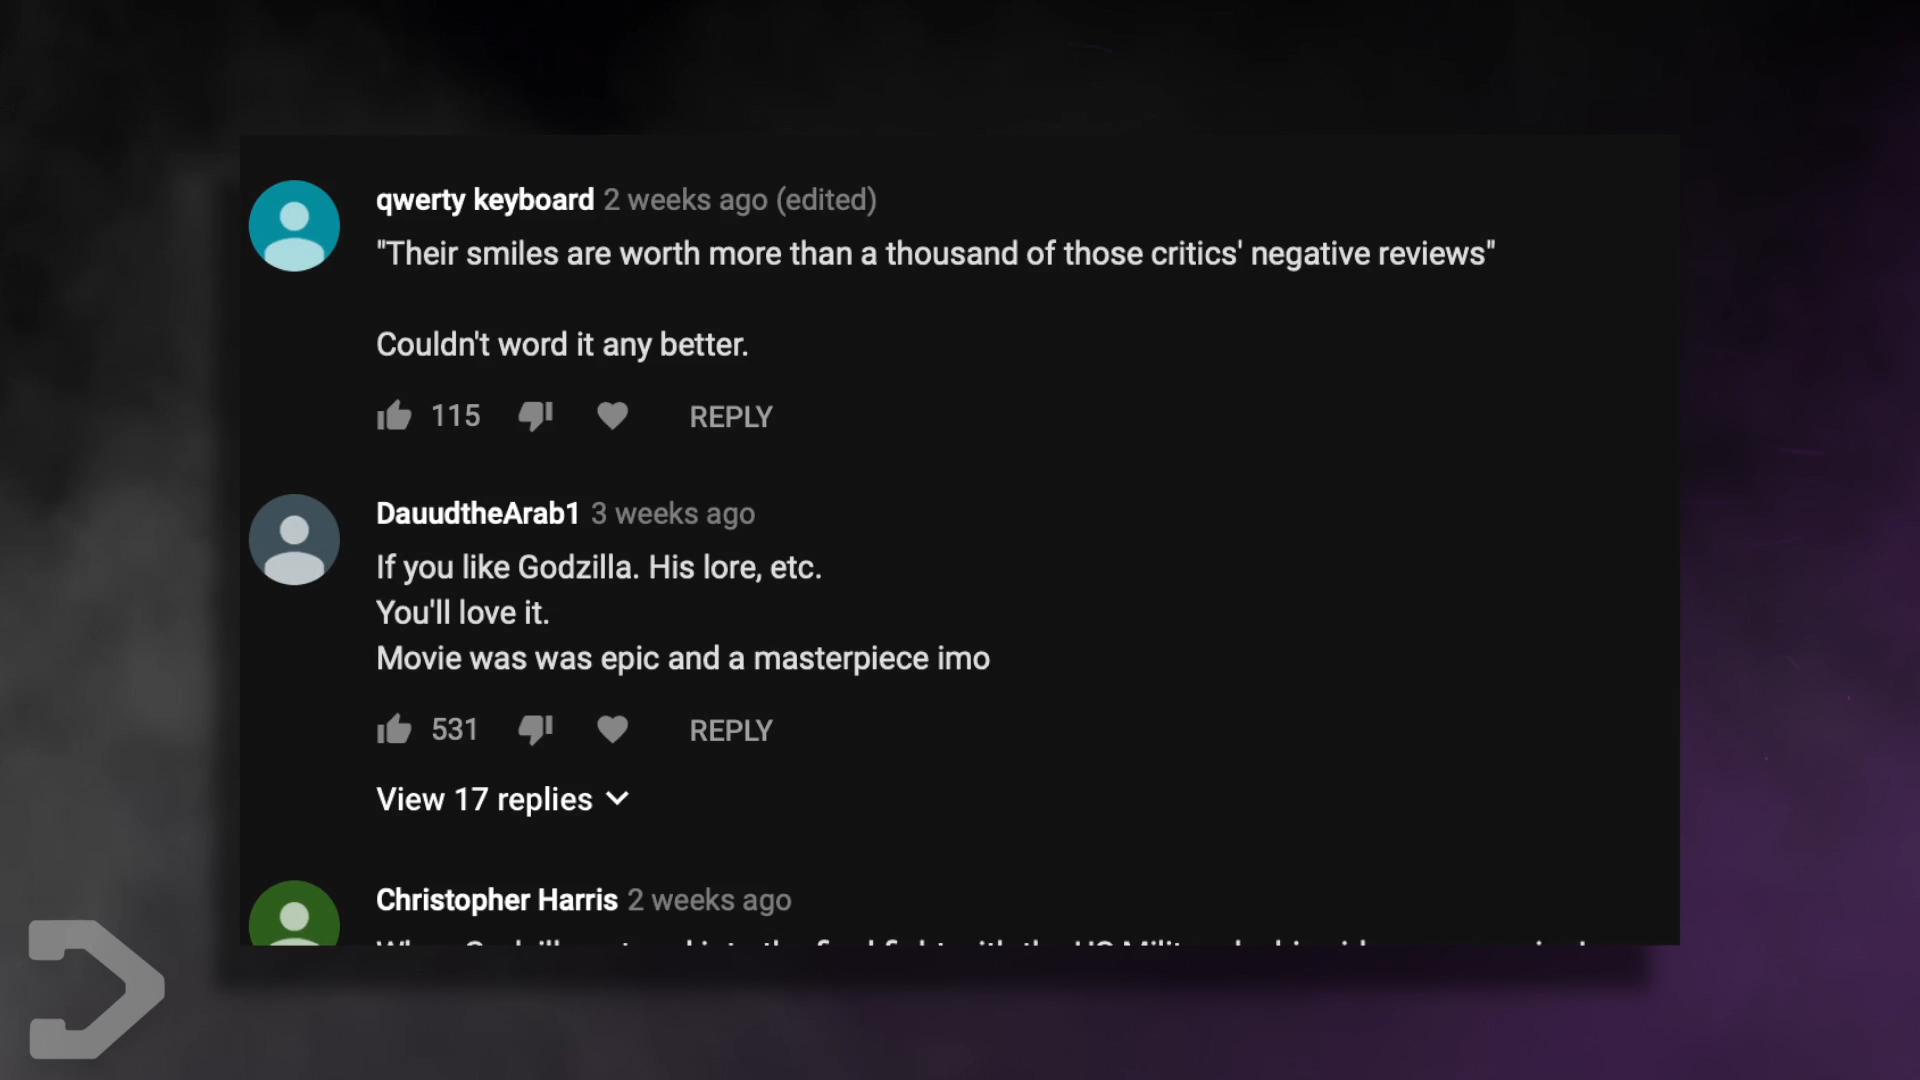 qwerty keyboard 2 weeks ago (edited)
"Their smiles are worth more than a thousand of those critics' negative reviews"
Couldn't word it any better.
115 REPLY
DauudtheArab1 3 weeks ago
If you like Godzilla. His lore, etc.
You'll love it.
Movie was was epic and a masterpiece imo
531 REPLY
View 17 replies
Christopher Harris 2 weeks ago